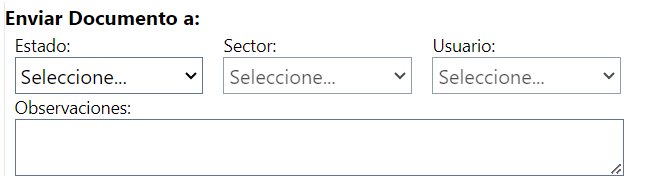 Enviar Documento a:
Estado: Sector: Usuario:
Seleccione... Seleccione... Seleccione...
Observaciones: